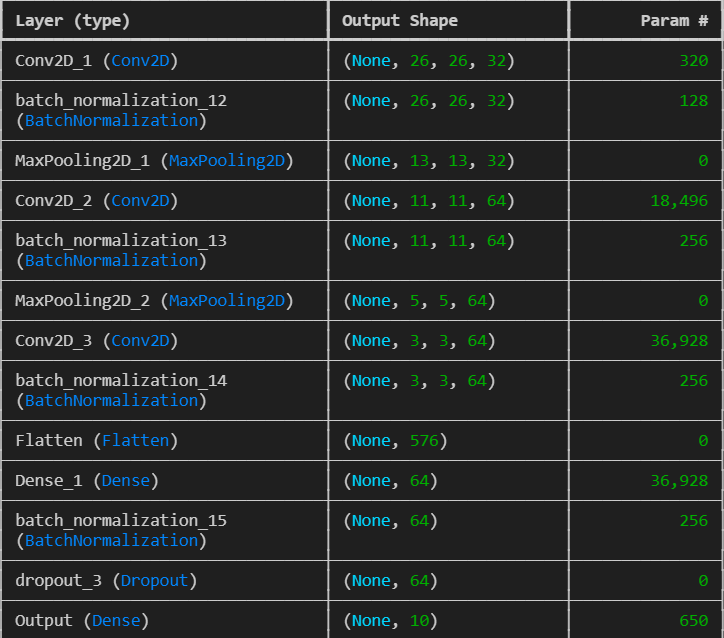 Layer (type) Output Shape Param #
Conv2D_1 (Conv2D) (None, 26, 26, 32) 320
batch_normalization_12 (None, 26, 26, 32) 128
(BatchNormalization)
MaxPooling2D_1 (MaxPooling2D) (None, 13, 13, 32) 0
Conv2D_2 (Conv2D) (None, 11, 11, 64) 18,496
batch_normalization_13 (None, 11, 11, 64) 256
(BatchNormalization)
MaxPooling2D_2 (MaxPooling2D) (None, 5, 5, 64) 0
Conv2D_3 (Conv2D) (None, 3, 3, 64) 36,928
batch_normalization_14 (None, 3, 3, 64) 256
(BatchNormalization)
Flatten (Flatten) (None, 576) 0
Dense_1 (Dense) (None, 64) 36,928
batch_normalization_15 (None, 64) 256
(BatchNormalization)
dropout_3 (Dropout) (None, 64) 0
Output (Dense) (None, 10) 650